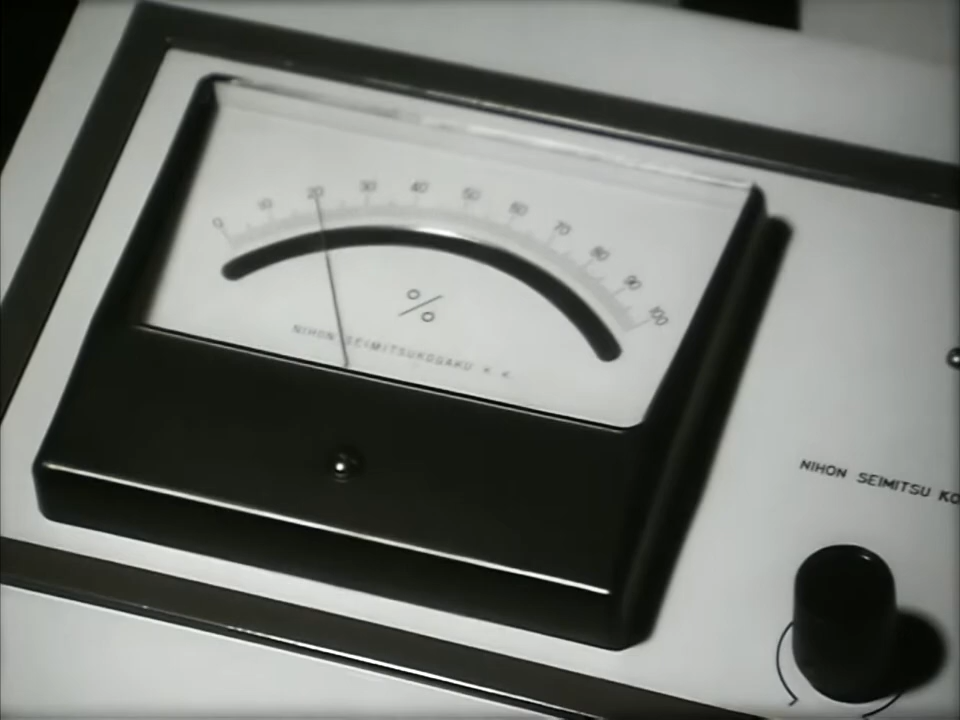 0 10 20 30 40 50 60 70 80 90 100
%
NIHON SEIMITSUKOGAKU K. K.
NIHON SEIMITSU KO